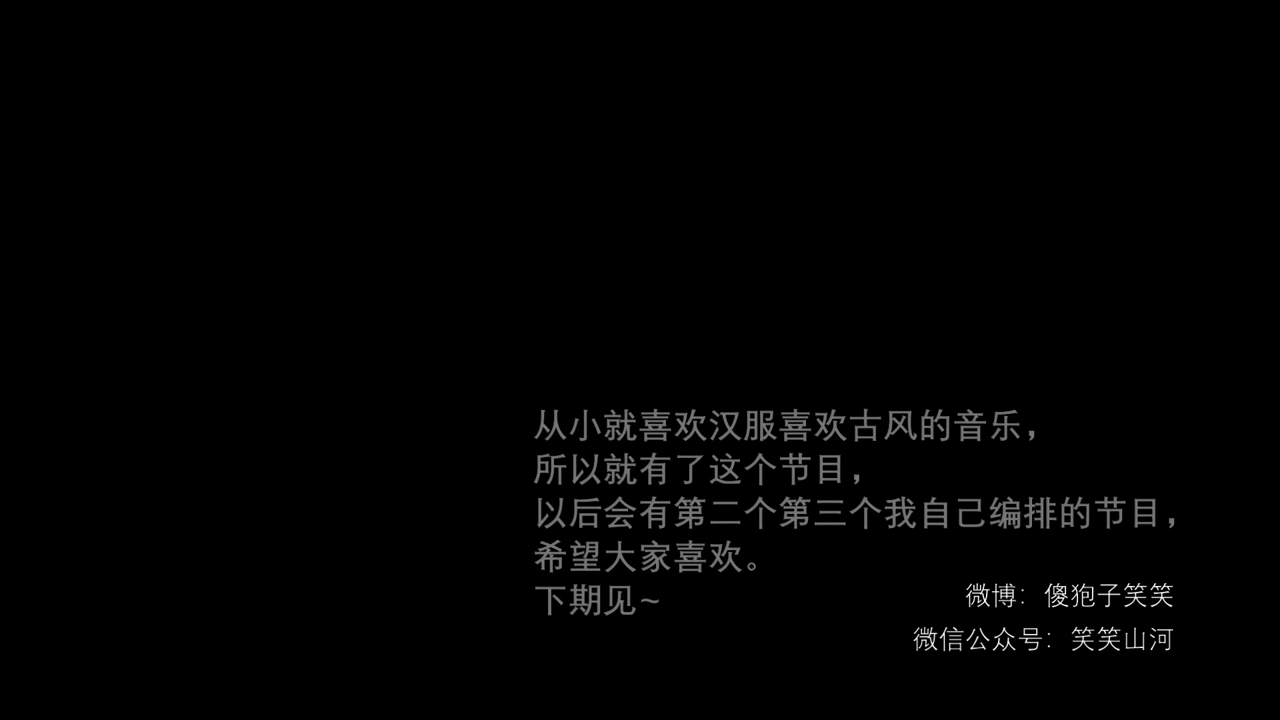 从小就喜欢汉服喜欢古风的音乐，
所以就有了这个节目，
以后会有第二个第三个我自己编排的节目，
希望大家喜欢。
下期见~
微博：傻狍子笑笑
微信公众号：笑笑山河